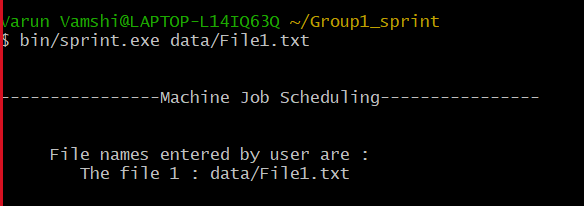 Varun Vamshi@LAPTOP-L14IQ63Q ~/Group1_sprint
$ bin/sprint.exe data/File1.txt
----------------Machine Job Scheduling----------------
File names entered by user are :
The file 1 : data/File1.txt